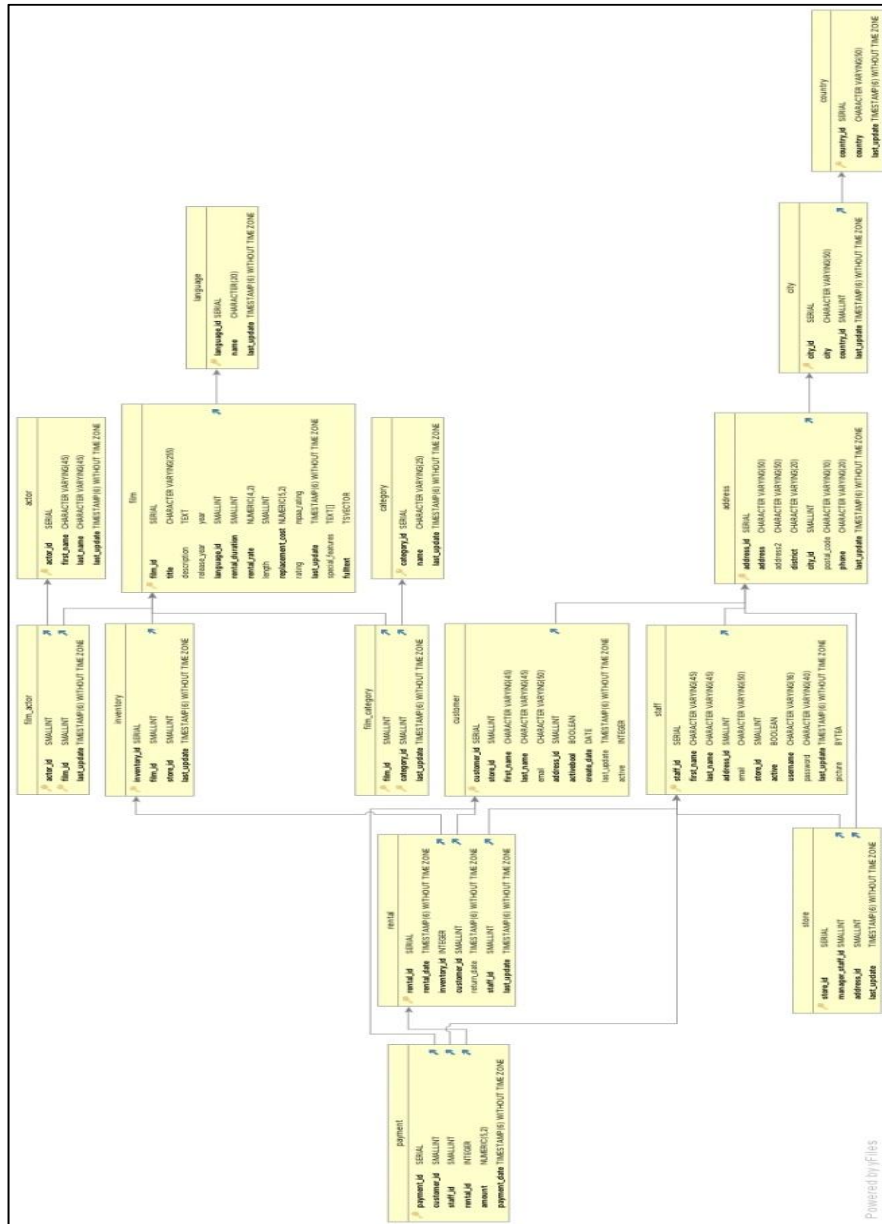 payment
payment_id SERIAL
customer_id SMALLINT
staff_id SMALLINT
rental_id INTEGER
amount NUMERIC(5,2)
payment_date TIMESTAMP(6) WITHOUT TIME ZONE
rental
rental_id SERIAL
rental_date TIMESTAMP(6) WITHOUT TIME ZONE
inventory_id INTEGER
customer_id SMALLINT
return_date TIMESTAMP(6) WITHOUT TIME ZONE
staff_id SMALLINT
last_update TIMESTAMP(6) WITHOUT TIME ZONE
store
store_id SERIAL
manager_staff_id SMALLINT
address_id SMALLINT
last_update TIMESTAMP(6) WITHOUT TIME ZONE
film_actor
actor_id SMALLINT
film_id SMALLINT
last_update TIMESTAMP(6) WITHOUT TIME ZONE
inventory
inventory_id SERIAL
film_id SMALLINT
store_id SMALLINT
last_update TIMESTAMP(6) WITHOUT TIME ZONE
film_category
film_id SMALLINT
category_id SMALLINT
last_update TIMESTAMP(6) WITHOUT TIME ZONE
customer
customer_id SERIAL
store_id SMALLINT
first_name CHARACTER VARYING(45)
last_name CHARACTER VARYING(45)
email CHARACTER VARYING(50)
address_id SMALLINT
activebool BOOLEAN
create_date DATE
last_update TIMESTAMP(6) WITHOUT TIME ZONE
active INTEGER
staff
staff_id SERIAL
first_name CHARACTER VARYING(45)
last_name CHARACTER VARYING(45)
address_id SMALLINT
email CHARACTER VARYING(50)
store_id SMALLINT
active BOOLEAN
username CHARACTER VARYING(16)
password CHARACTER VARYING(40)
last_update TIMESTAMP(6) WITHOUT TIME ZONE
picture BYTEA
actor
actor_id SERIAL
first_name CHARACTER VARYING(45)
last_name CHARACTER VARYING(45)
last_update TIMESTAMP(6) WITHOUT TIME ZONE
film
film_id SERIAL
title CHARACTER VARYING(255)
description TEXT
release_year year
language_id SMALLINT
rental_duration SMALLINT
rental_rate NUMERIC(4,2)
length SMALLINT
replacement_cost NUMERIC(5,2)
rating mpaa_rating
last_update TIMESTAMP(6) WITHOUT TIME ZONE
special_features TEXT[]
fulltext TSVECTOR
category
category_id SERIAL
name CHARACTER VARYING(25)
last_update TIMESTAMP(6) WITHOUT TIME ZONE
address
address_id SERIAL
address CHARACTER VARYING(50)
address2 CHARACTER VARYING(50)
district CHARACTER VARYING(20)
city_id SMALLINT
postal_code CHARACTER VARYING(10)
phone CHARACTER VARYING(20)
last_update TIMESTAMP(6) WITHOUT TIME ZONE
language
language_id SERIAL
name CHARACTER(20)
last_update TIMESTAMP(6) WITHOUT TIME ZONE
city
city_id SERIAL
city CHARACTER VARYING(50)
country_id SMALLINT
last_update TIMESTAMP(6) WITHOUT TIME ZONE
country
country_id SERIAL
country CHARACTER VARYING(50)
last_update TIMESTAMP(6) WITHOUT TIME ZONE
Powered by yFiles